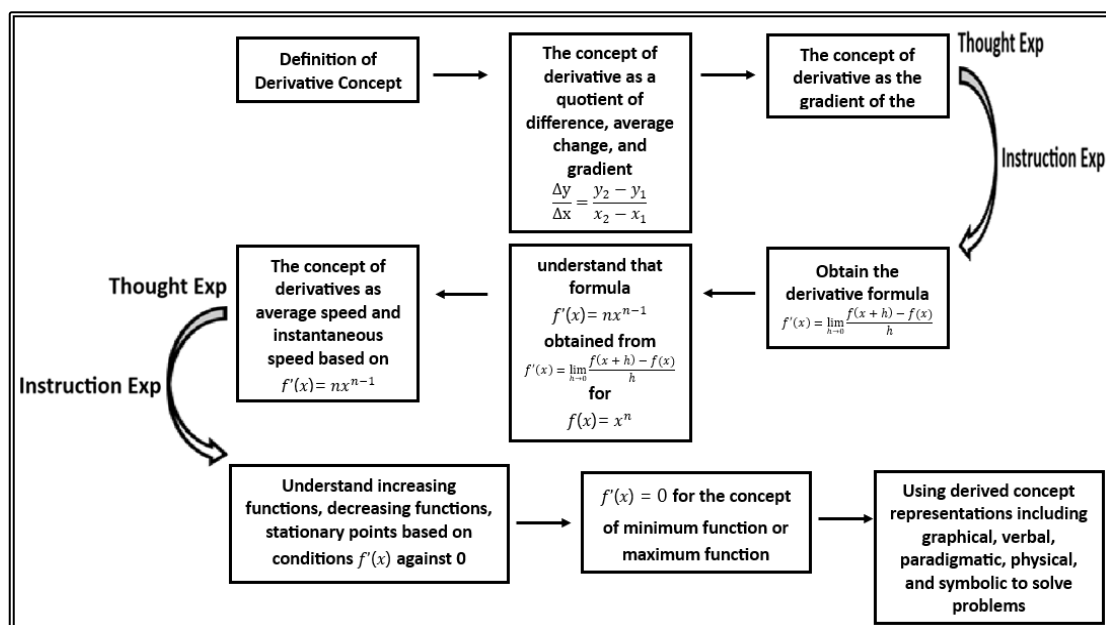 Definition of
Derivative Concept
The concept of
derivative as a
quotient of
difference, average
change, and
gradient
Δy/Δx = (y₂ − y₁)/(x₂ − x₁)
The concept of
derivative as the
gradient of the
Thought Exp
Instruction Exp
Obtain the
derivative formula
f'(x) = lim h→0 (f(x + h) − f(x))/h
understand that
formula
f'(x) = nxⁿ⁻¹
obtained from
f'(x) = lim h→0 (f(x + h) − f(x))/h
for
f(x) = xⁿ
The concept of
derivatives as
average speed and
instantaneous
speed based on
f'(x) = nxⁿ⁻¹
Thought Exp
Instruction Exp
Understand increasing
functions, decreasing functions,
stationary points based on
conditions f'(x) against 0
f'(x) = 0 for the concept
of minimum function or
maximum function
Using derived concept
representations including
graphical, verbal,
paradigmatic, physical,
and symbolic to solve
problems